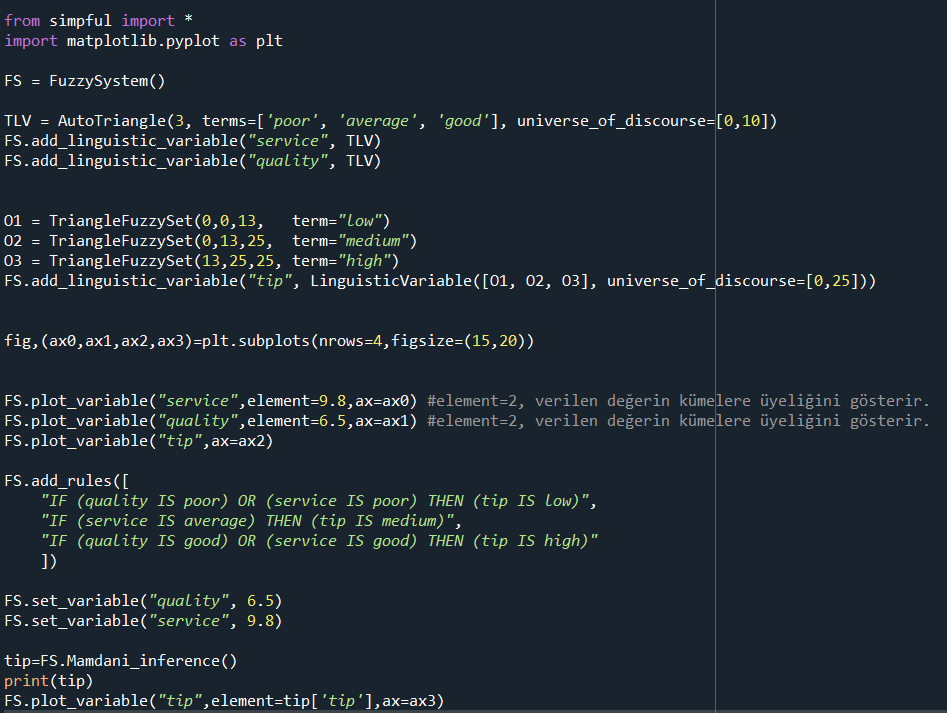 from simpful import *
import matplotlib.pyplot as plt
FS = FuzzySystem()
TLV = AutoTriangle(3, terms=['poor', 'average', 'good'], universe_of_discourse=[0,10])
FS.add_linguistic_variable("service", TLV)
FS.add_linguistic_variable("quality", TLV)
O1 = TriangleFuzzySet(0,0,13,   term="low")
O2 = TriangleFuzzySet(0,13,25,  term="medium")
O3 = TriangleFuzzySet(13,25,25, term="high")
FS.add_linguistic_variable("tip", LinguisticVariable([O1, O2, O3], universe_of_discourse=[0,25]))
fig,(ax0,ax1,ax2,ax3)=plt.subplots(nrows=4,figsize=(15,20))
FS.plot_variable("service",element=9.8,ax=ax0) #element=2, verilen değerin kümelere üyeliğini gösterir.
FS.plot_variable("quality",element=6.5,ax=ax1) #element=2, verilen değerin kümelere üyeliğini gösterir.
FS.plot_variable("tip",ax=ax2)
FS.add_rules([
    "IF (quality IS poor) OR (service IS poor) THEN (tip IS low)",
    "IF (service IS average) THEN (tip IS medium)",
    "IF (quality IS good) OR (service IS good) THEN (tip IS high)"
    ])
FS.set_variable("quality", 6.5)
FS.set_variable("service", 9.8)
tip=FS.Mamdani_inference()
print(tip)
FS.plot_variable("tip",element=tip['tip'],ax=ax3)